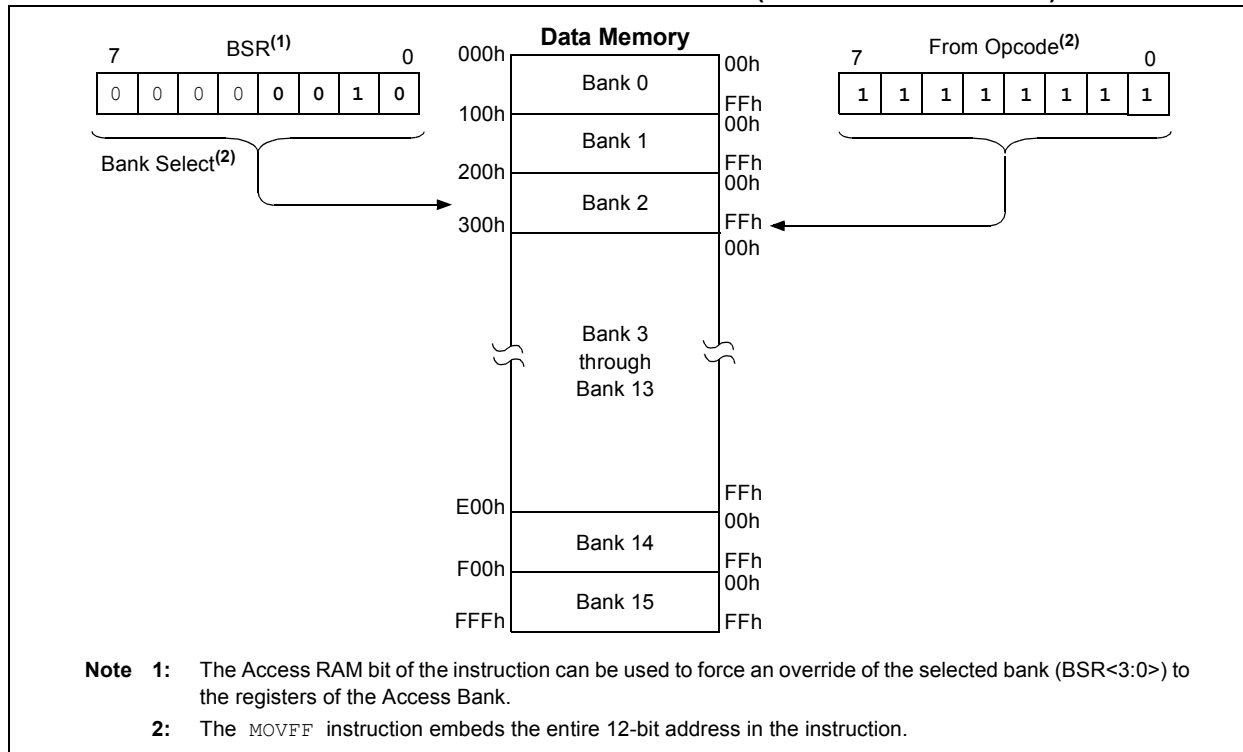 Data Memory
7 BSR(1) 0
0 0 0 0 0 0 1 0
Bank Select(2)
000h
100h
200h
300h
E00h
F00h
FFFh
Bank 0
Bank 1
Bank 2
Bank 3
through
Bank 13
Bank 14
Bank 15
00h
FFh
00h
FFh
00h
FFh
00h
FFh
00h
FFh
00h
FFh
7 From Opcode(2) 0
1 1 1 1 1 1 1 1
Note 1: The Access RAM bit of the instruction can be used to force an override of the selected bank (BSR<3:0>) to
the registers of the Access Bank.
2: The MOVFF instruction embeds the entire 12-bit address in the instruction.